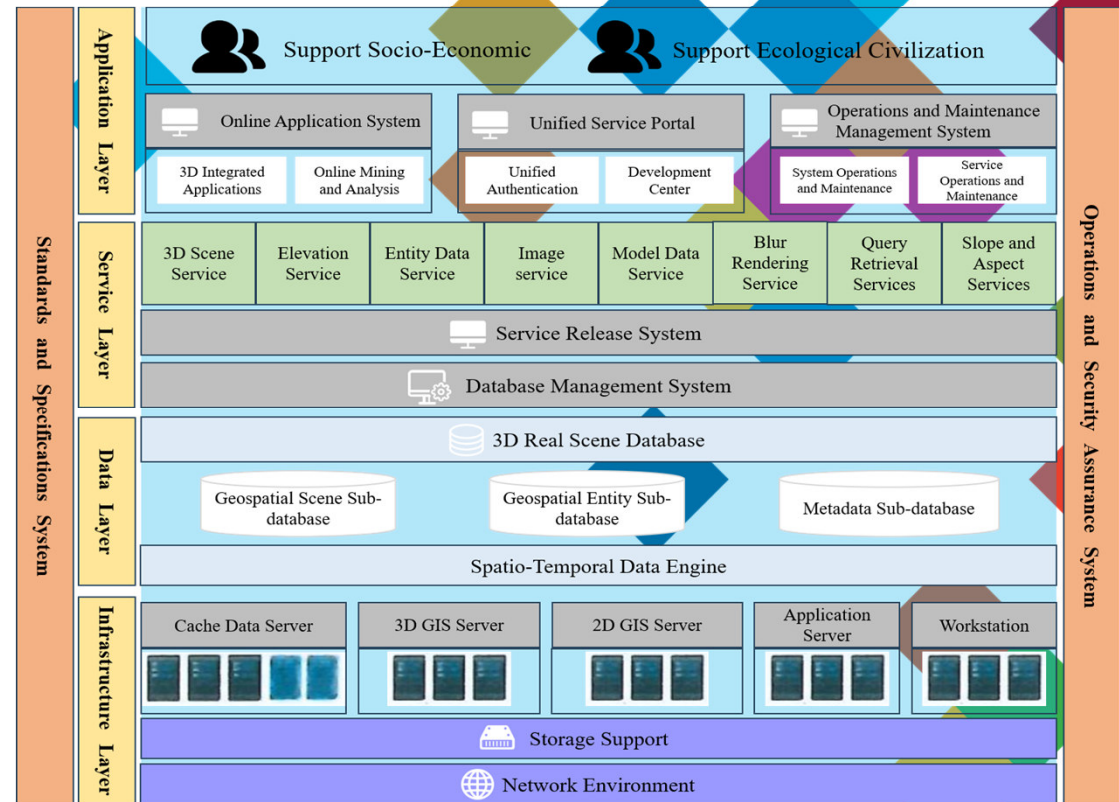 Standards and Specifications System
Application Layer
Support Socio-Economic
Support Ecological Civilization
Online Application System
3D Integrated
Applications
Online Mining
and Analysis
Unified Service Portal
Unified
Authentication
Development
Center
Operations and Maintenance
Management System
System Operations
and Maintenance
Service
Operations and
Maintenance
Service Layer
3D Scene
Service
Elevation
Service
Entity Data
Service
Image
service
Model Data
Service
Blur
Rendering
Service
Query
Retrieval
Services
Slope and
Aspect
Services
Service Release System
Database Management System
Data Layer
3D Real Scene Database
Geospatial Scene Sub-
database
Geospatial Entity Sub-
database
Metadata Sub-database
Spatio-Temporal Data Engine
Infrastructure Layer
Cache Data Server
3D GIS Server
2D GIS Server
Application
Server
Workstation
Storage Support
Network Environment
Operations and Security Assurance System